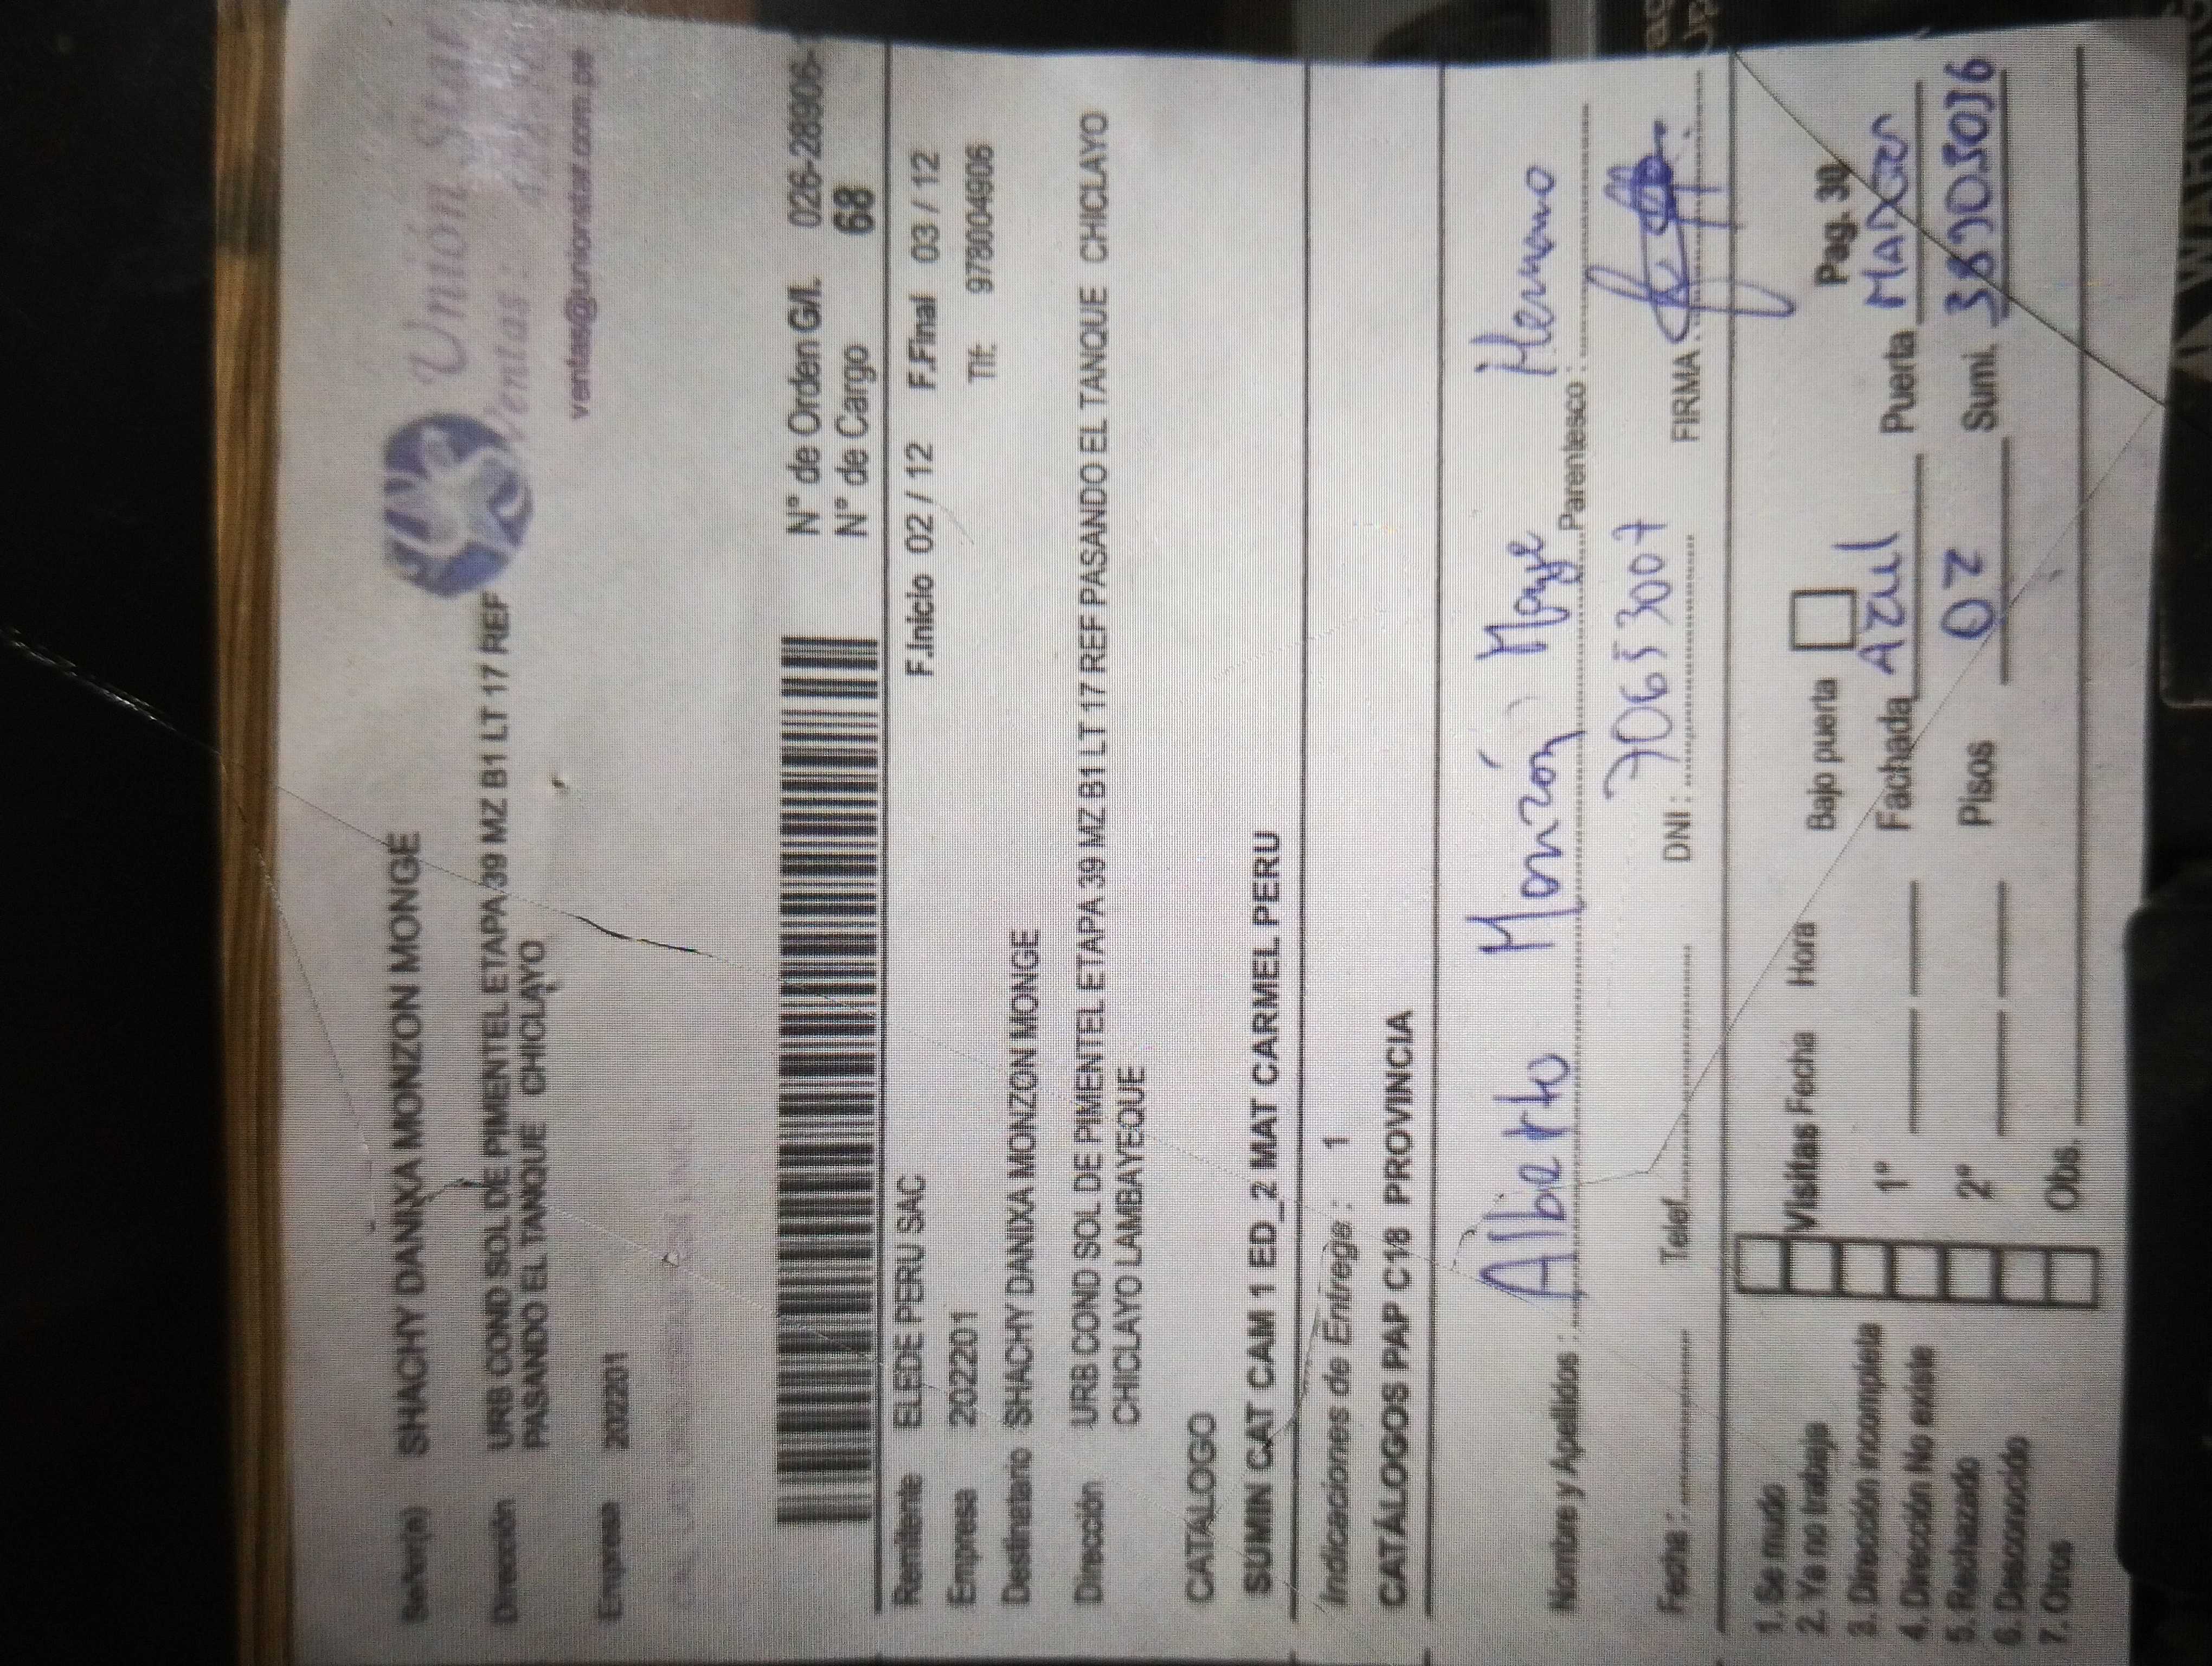 Unión Star
Ventas:
ventas@unionstar.com.pe
Señor(a) SHACHY DANIXA MONZON MONGE
Dirección URB COND SOL DE PIMENTEL ETAPA 39 MZ B1 LT 17 REF
PASANDO EL TANQUE CHICLAYO
Empresa 202201
N° de Orden G/I. 026-28906-
N° de Cargo 68
Remitente ELEDE PERU SAC F.Inicio 02 / 12 F.Final 03 / 12
Empresa 202201 Tlf: 978004906
Destinatario SHACHY DANIXA MONZON MONGE
Dirección URB COND SOL DE PIMENTEL ETAPA 39 MZ B1 LT 17 REF PASANDO EL TANQUE CHICLAYO
CHICLAYO LAMBAYEQUE
CATALOGO
SUMIN CAT CAM 1 ED_2 MAT CARMEL PERU
Indicaciones de Entrega : 1
CATÁLOGOS PAP C18 PROVINCIA
Nombre y Apellidos : Alberto Monzón Parentesco : Hermano
Fecha : Telef. DNI : 70653007 FIRMA :
1. Se mudo
2. Ya no trabaja
3. Dirección incompleta
4. Dirección No existe
5. Rechazado
6. Desconocido
7. Otros
Visitas Fecha Hora Bajo puerta Pag. 30
1º Fachada Azul Puerta
2º Pisos 02 Sumi.
Obs.